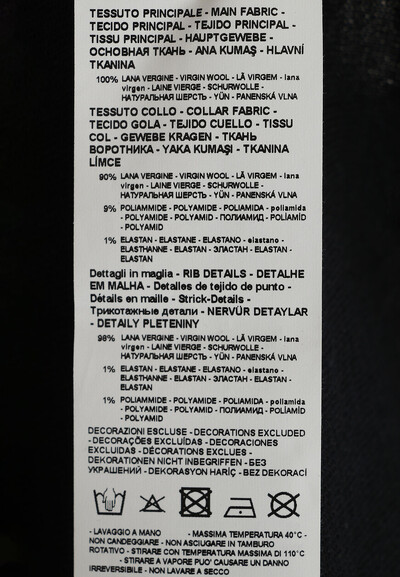 TESSUTO PRINCIPALE - MAIN FABRIC -
TECIDO PRINCIPAL - TEJIDO PRINCIPAL -
TISSU PRINCIPAL - HAUPTGEWEBE -
ОСНОВНАЯ ТКАНЬ - ANA KUMAŞ - HLAVNÍ
TKANINA
100% LANA VERGINE - VIRGIN WOOL - LÃ VIRGEM - lana
virgen - LAINE VIERGE - SCHURWOLLE -
НАТУРАЛЬНАЯ ШЕРСТЬ - YÜN - PANENSKÁ VLNA
TESSUTO COLLO - COLLAR FABRIC -
TECIDO GOLA - TEJIDO CUELLO - TISSU
COL - GEWEBE KRAGEN - ТКАНЬ
ВОРОТНИКА - YAKA KUMAŞI - TKANINA
LÍMCE
90% LANA VERGINE - VIRGIN WOOL - LÃ VIRGEM - lana
virgen - LAINE VIERGE - SCHURWOLLE -
НАТУРАЛЬНАЯ ШЕРСТЬ - YÜN - PANENSKÁ VLNA
9% POLIAMMIDE - POLYAMIDE - POLIAMIDA - poliamida
- POLYAMIDE - POLYAMID - ПОЛИАМИД - POLİAMİD
- POLYAMID
1% ELASTAN - ELASTANE - ELASTANO - elastano -
ELASTHANNE - ELASTAN - ЭЛАСТАН - ELASTAN -
ELASTAN
Dettagli in maglia - RIB DETAILS - DETALHE
EM MALHA - Detalles de tejido de punto -
Détails en maille - Strick-Details -
Трикотажные детали - NERVÜR DETAYLAR
- DETAILY PLETENINY
98% LANA VERGINE - VIRGIN WOOL - LÃ VIRGEM - lana
virgen - LAINE VIERGE - SCHURWOLLE -
НАТУРАЛЬНАЯ ШЕРСТЬ - YÜN - PANENSKÁ VLNA
1% ELASTAN - ELASTANE - ELASTANO - elastano -
ELASTHANNE - ELASTAN - ЭЛАСТАН - ELASTAN -
ELASTAN
1% POLIAMMIDE - POLYAMIDE - POLIAMIDA - poliamida
- POLYAMIDE - POLYAMID - ПОЛИАМИД - POLİAMİD
- POLYAMID
DECORAZIONI ESCLUSE - DECORATIONS EXCLUDED
- DECORAÇÕES EXCLUÍDAS - DECORACIONES
EXCLUIDAS - DÉCORATIONS EXCLUES -
DEKORATIONEN NICHT INBEGRIFFEN - БЕЗ
УКРАШЕНИЙ - DEKORASYON HARİÇ - BEZ DEKORACÍ
- LAVAGGIO A MANO - MASSIMA TEMPERATURA 40°C -
NON CANDEGGIARE - NON ASCIUGARE IN TAMBURO
ROTATIVO - STIRARE CON TEMPERATURA MASSIMA DI 110°C
- STIRARE A VAPORE PUO' CAUSARE UN DANNO
IRREVERSIBILE - NON LAVARE A SECCO